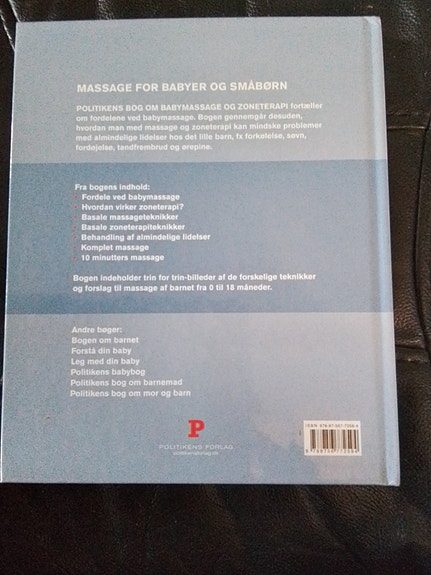 MASSAGE FOR BABYER OG SMÅBØRN
POLITIKENS BOG OM BABYMASSAGE OG ZONETERAPI fortæller
om fordelene ved babymassage. Bogen gennemgår desuden,
hvordan man med massage og zoneterapi kan mindske problemer
med almindelige lidelser hos det lille barn, fx forkølelse, søvn,
fordøjelse, tandfrembrud og ørepine.
Fra bogens indhold:
• Fordele ved babymassage
• Hvordan virker zoneterapi?
• Basale massageteknikker
• Basale zoneterapiteknikker
• Behandling af almindelige lidelser
• Komplet massage
• 10 minutters massage
Bogen indeholder trin for trin-billeder af de forskelige teknikker
og forslag til massage af barnet fra 0 til 18 måneder.
Andre bøger:
Bogen om barnet
Forstå din baby
Leg med din baby
Politikens babybog
Politikens bog om barnemad
Politikens bog om mor og barn
P
POLITIKENS FORLAG
ISBN